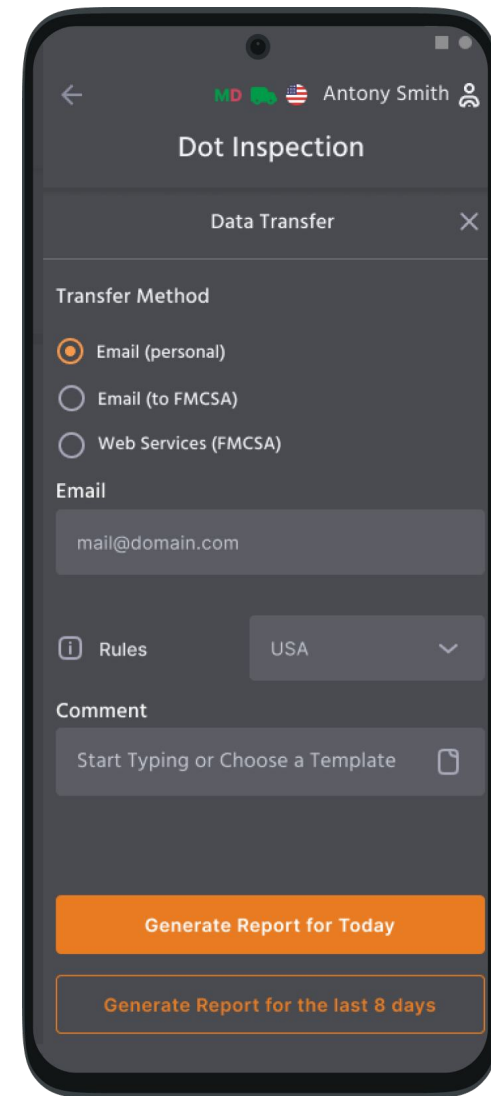 MD Antony Smith
Dot Inspection
Data Transfer
Transfer Method
Email (personal)
Email (to FMCSA)
Web Services (FMCSA)
Email
mail@domain.com
i Rules USA
Comment
Start Typing or Choose a Template
Generate Report for Today
Generate Report for the last 8 days